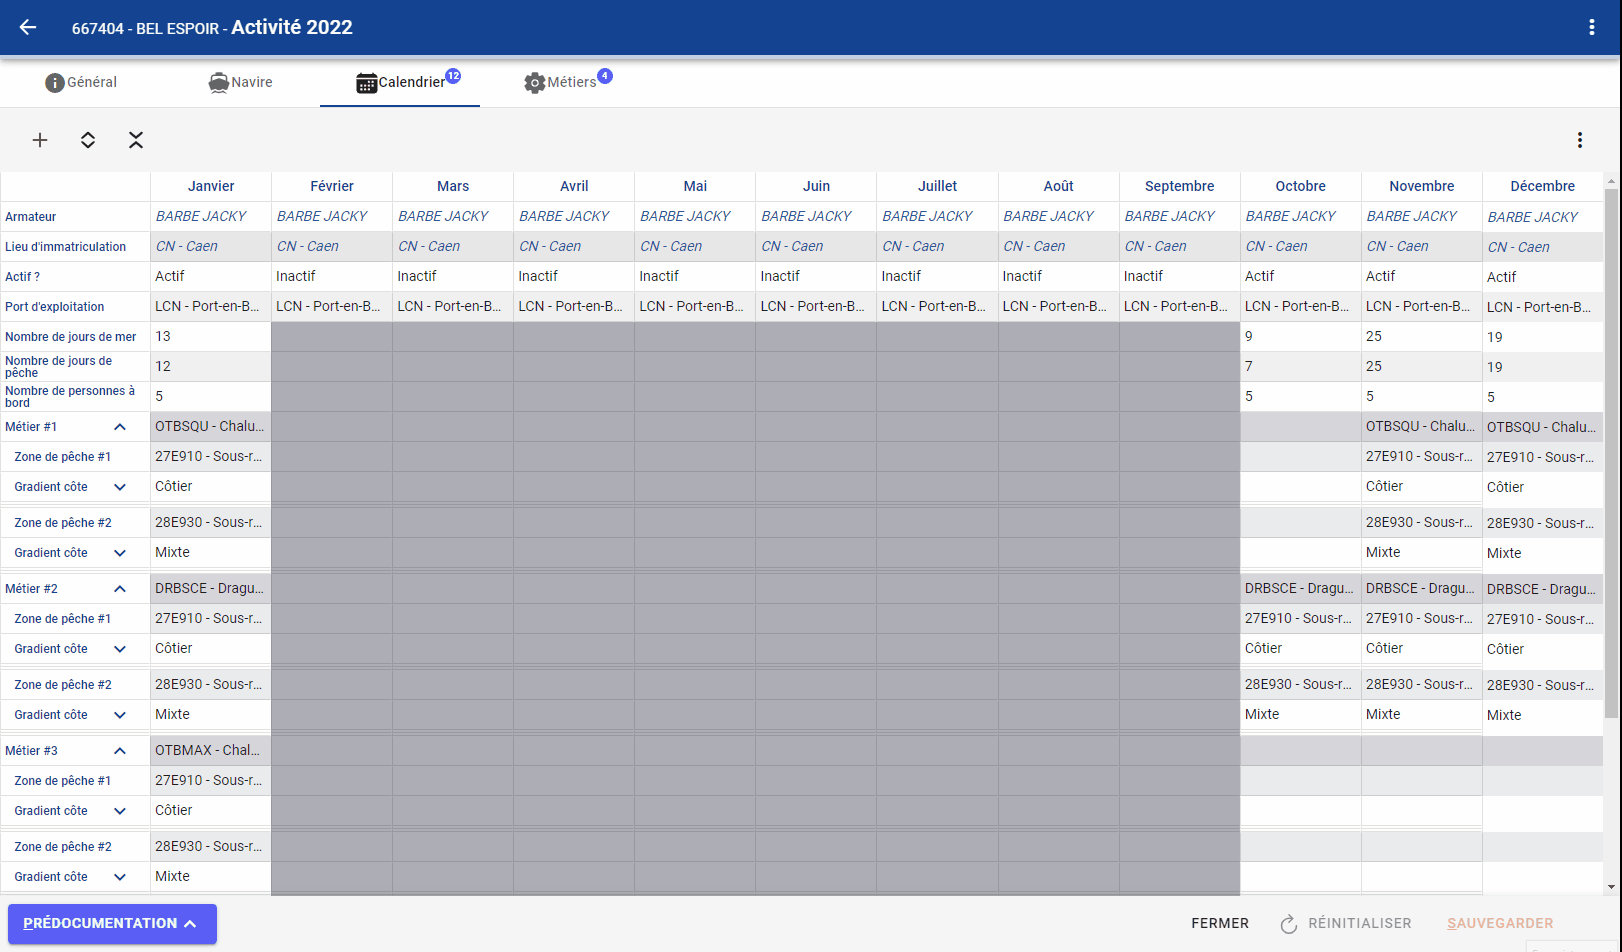 667404 - BEL ESPOIR - Activité 2022
Général
Navire
Calendrier 12
Métiers 4
Janvier Février Mars Avril Mai Juin Juillet Août Septembre Octobre Novembre Décembre
Armateur BARBE JACKY BARBE JACKY BARBE JACKY BARBE JACKY BARBE JACKY BARBE JACKY BARBE JACKY BARBE JACKY BARBE JACKY BARBE JACKY BARBE JACKY BARBE JACKY
Lieu d'immatriculation CN - Caen CN - Caen CN - Caen CN - Caen CN - Caen CN - Caen CN - Caen CN - Caen CN - Caen CN - Caen CN - Caen CN - Caen
Actif ? Actif Inactif Inactif Inactif Inactif Inactif Inactif Inactif Inactif Actif Actif Actif
Port d'exploitation LCN - Port-en-B... LCN - Port-en-B... LCN - Port-en-B... LCN - Port-en-B... LCN - Port-en-B... LCN - Port-en-B... LCN - Port-en-B... LCN - Port-en-B... LCN - Port-en-B... LCN - Port-en-B... LCN - Port-en-B... LCN - Port-en-B...
Nombre de jours de mer 13 9 25 19
Nombre de jours de
pêche 12 7 25 19
Nombre de personnes à
bord 5 5 5 5
Métier #1 OTBSQU - Chalu... OTBSQU - Chalu... OTBSQU - Chalu...
Zone de pêche #1 27E910 - Sous-r... 27E910 - Sous-r... 27E910 - Sous-r...
Gradient côte Côtier Côtier Côtier
Zone de pêche #2 28E930 - Sous-r... 28E930 - Sous-r... 28E930 - Sous-r...
Gradient côte Mixte Mixte Mixte
Métier #2 DRBSCE - Dragu... DRBSCE - Dragu... DRBSCE - Dragu... DRBSCE - Dragu...
Zone de pêche #1 27E910 - Sous-r... 27E910 - Sous-r... 27E910 - Sous-r... 27E910 - Sous-r...
Gradient côte Côtier Côtier Côtier Côtier
Zone de pêche #2 28E930 - Sous-r... 28E930 - Sous-r... 28E930 - Sous-r... 28E930 - Sous-r...
Gradient côte Mixte Mixte Mixte Mixte
Métier #3 OTBMAX - Chal...
Zone de pêche #1 27E910 - Sous-r...
Gradient côte Côtier
Zone de pêche #2 28E930 - Sous-r...
Gradient côte Mixte
PRÉDOCUMENTATION FERMER RÉINITIALISER SAUVEGARDER